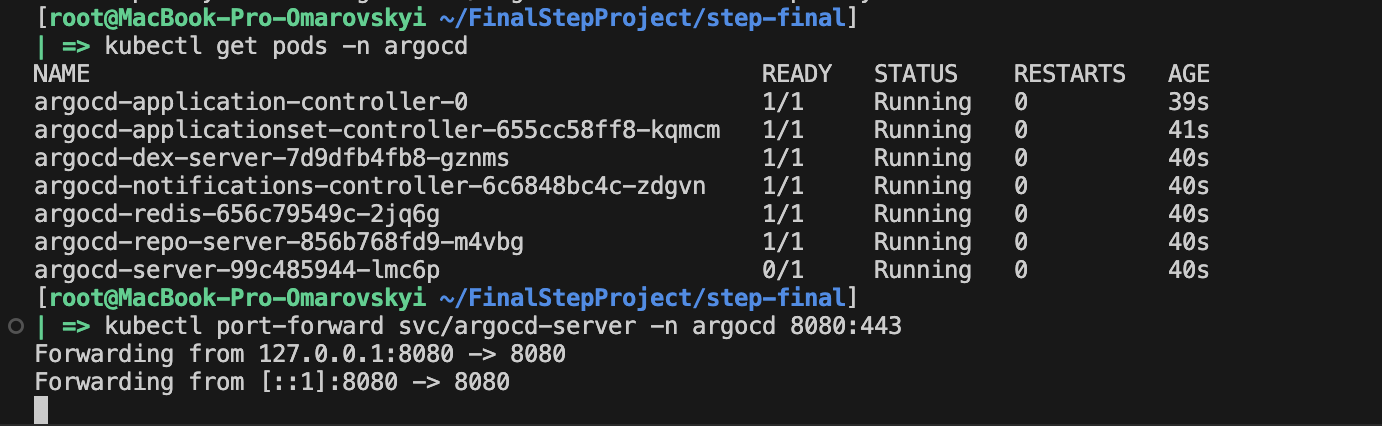 [root@MacBook-Pro-Omarovskyi ~/FinalStepProject/step-final]
| => kubectl get pods -n argocd
NAME READY STATUS RESTARTS AGE
argocd-application-controller-0 1/1 Running 0 39s
argocd-applicationset-controller-655cc58ff8-kqmcm 1/1 Running 0 41s
argocd-dex-server-7d9dfb4fb8-gznms 1/1 Running 0 40s
argocd-notifications-controller-6c6848bc4c-zdgvn 1/1 Running 0 40s
argocd-redis-656c79549c-2jq6g 1/1 Running 0 40s
argocd-repo-server-856b768fd9-m4vbg 1/1 Running 0 40s
argocd-server-99c485944-lmc6p 0/1 Running 0 40s
[root@MacBook-Pro-Omarovskyi ~/FinalStepProject/step-final]
| => kubectl port-forward svc/argocd-server -n argocd 8080:443
Forwarding from 127.0.0.1:8080 -> 8080
Forwarding from [::1]:8080 -> 8080